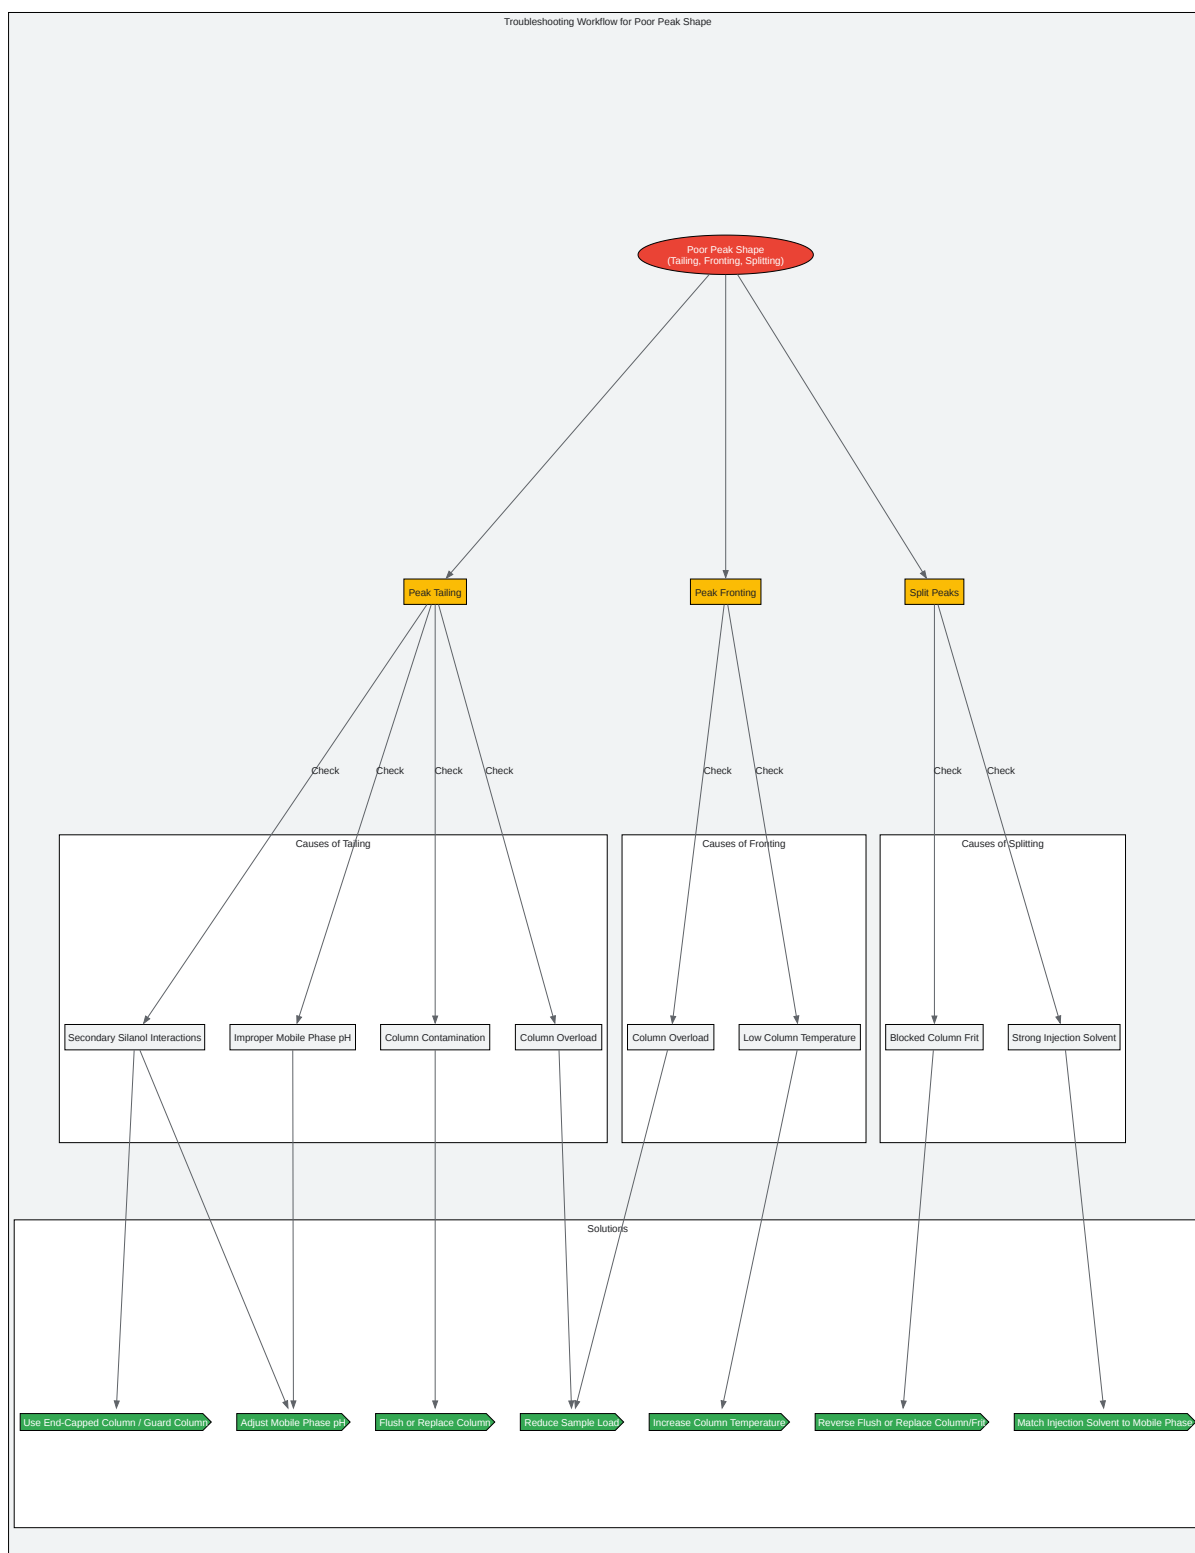 Troubleshooting Workflow for Poor Peak Shape
Poor Peak Shape
(Tailing, Fronting, Splitting)
Peak Tailing
Peak Fronting
Split Peaks
Check
Check
Check
Check
Check
Check
Check
Check
Causes of Tailing
Causes of Fronting
Causes of Splitting
Secondary Silanol Interactions
Improper Mobile Phase pH
Column Contamination
Column Overload
Column Overload
Low Column Temperature
Blocked Column Frit
Strong Injection Solvent
Solutions
Use End-Capped Column / Guard Column
Adjust Mobile Phase pH
Flush or Replace Column
Reduce Sample Load
Increase Column Temperature
Reverse Flush or Replace Column/Frit
Match Injection Solvent to Mobile Phase